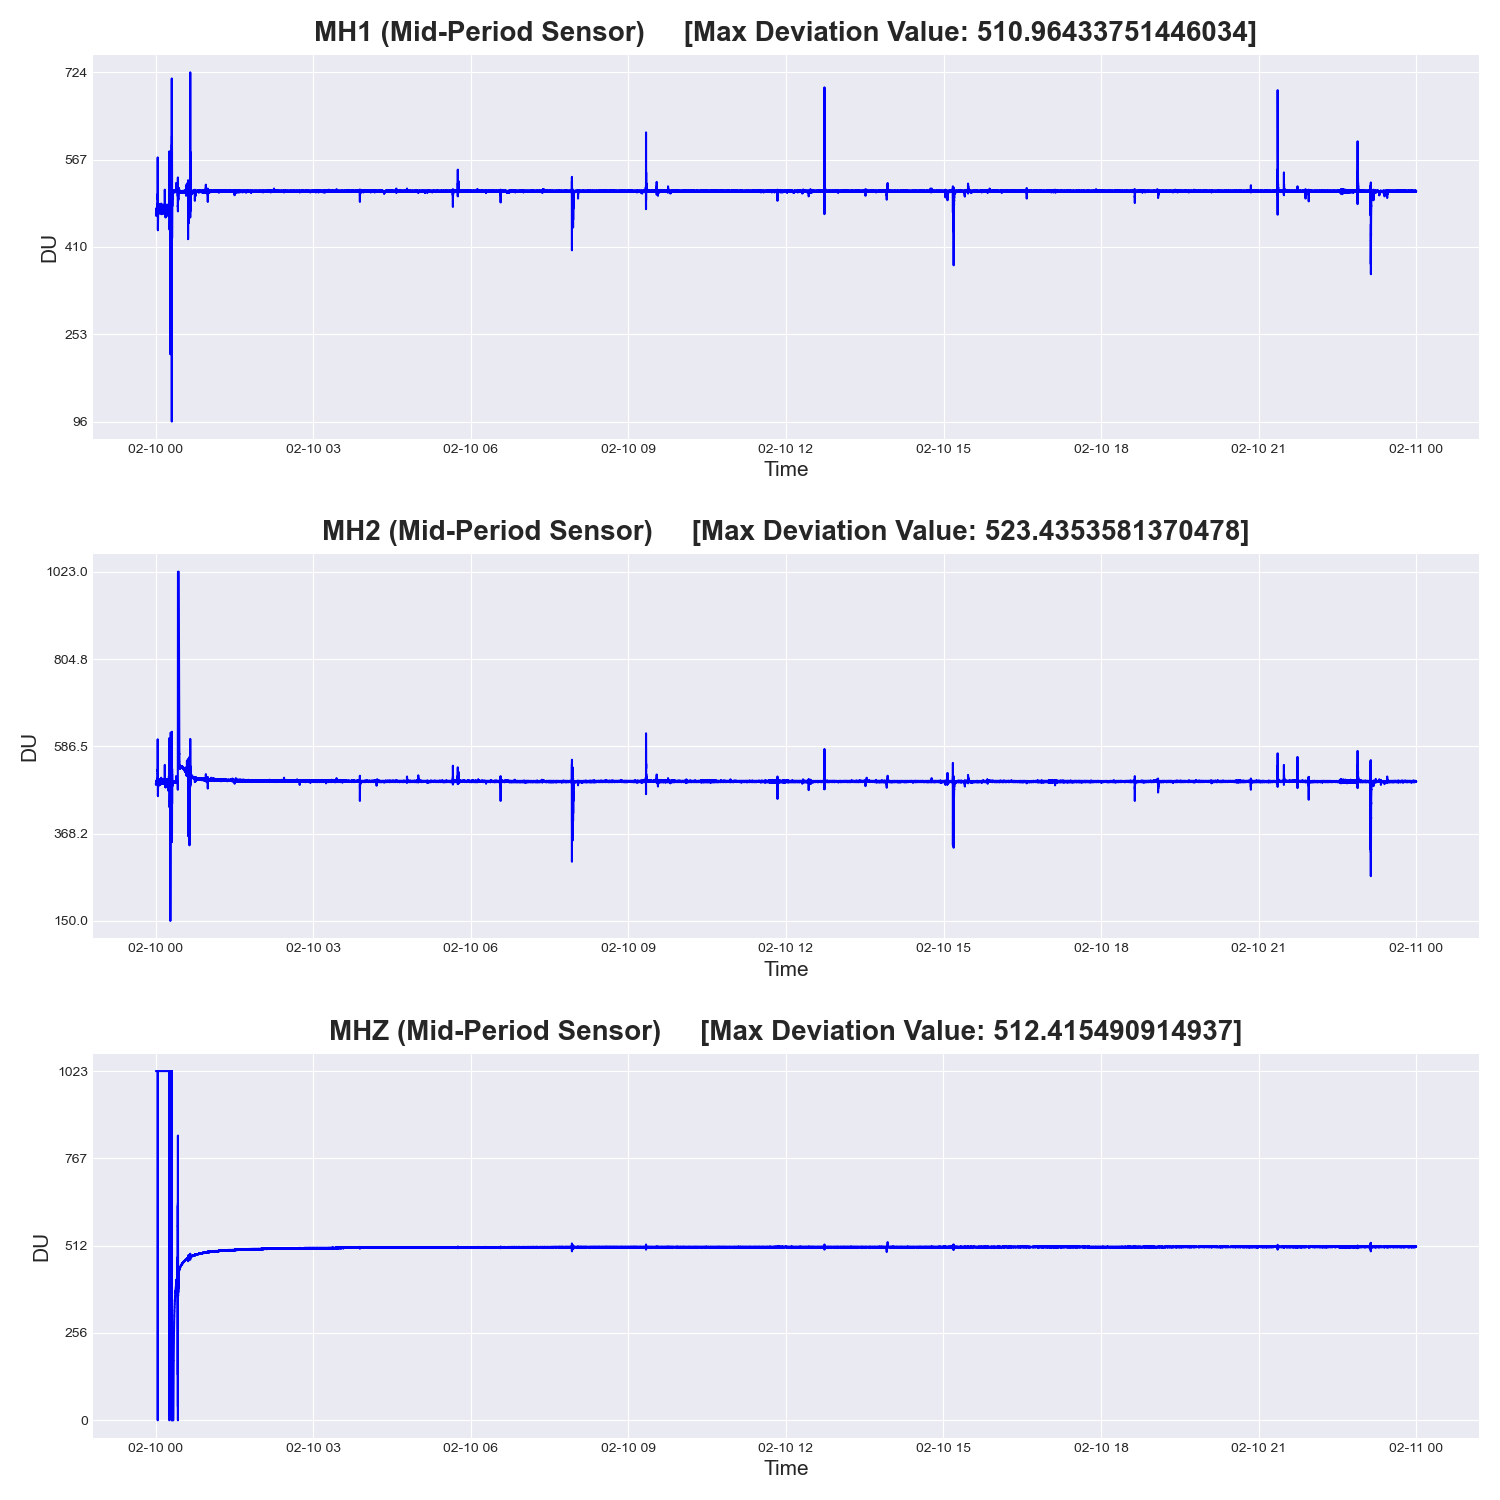 MH1 (Mid-Period Sensor) [Max Deviation Value: 510.96433751446034]
724
567
410
253
96
DU
02-10 00 02-10 03 02-10 06 02-10 09 02-10 12 02-10 15 02-10 18 02-10 21 02-11 00
Time
MH2 (Mid-Period Sensor) [Max Deviation Value: 523.4353581370478]
1023.0
804.8
586.5
368.2
150.0
DU
02-10 00 02-10 03 02-10 06 02-10 09 02-10 12 02-10 15 02-10 18 02-10 21 02-11 00
Time
MHZ (Mid-Period Sensor) [Max Deviation Value: 512.415490914937]
1023
767
512
256
0
DU
02-10 00 02-10 03 02-10 06 02-10 09 02-10 12 02-10 15 02-10 18 02-10 21 02-11 00
Time